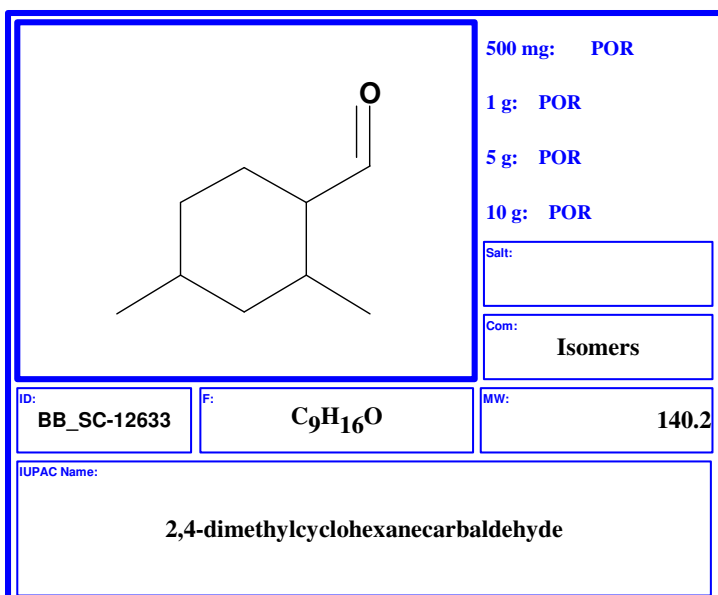 O
500 mg: POR
1 g: POR
5 g: POR
10 g: POR
Salt:
Com:
Isomers
ID:
BB_SC-12633
F:
C9H16O
MW:
140.2
IUPAC Name:
2,4-dimethylcyclohexanecarbaldehyde